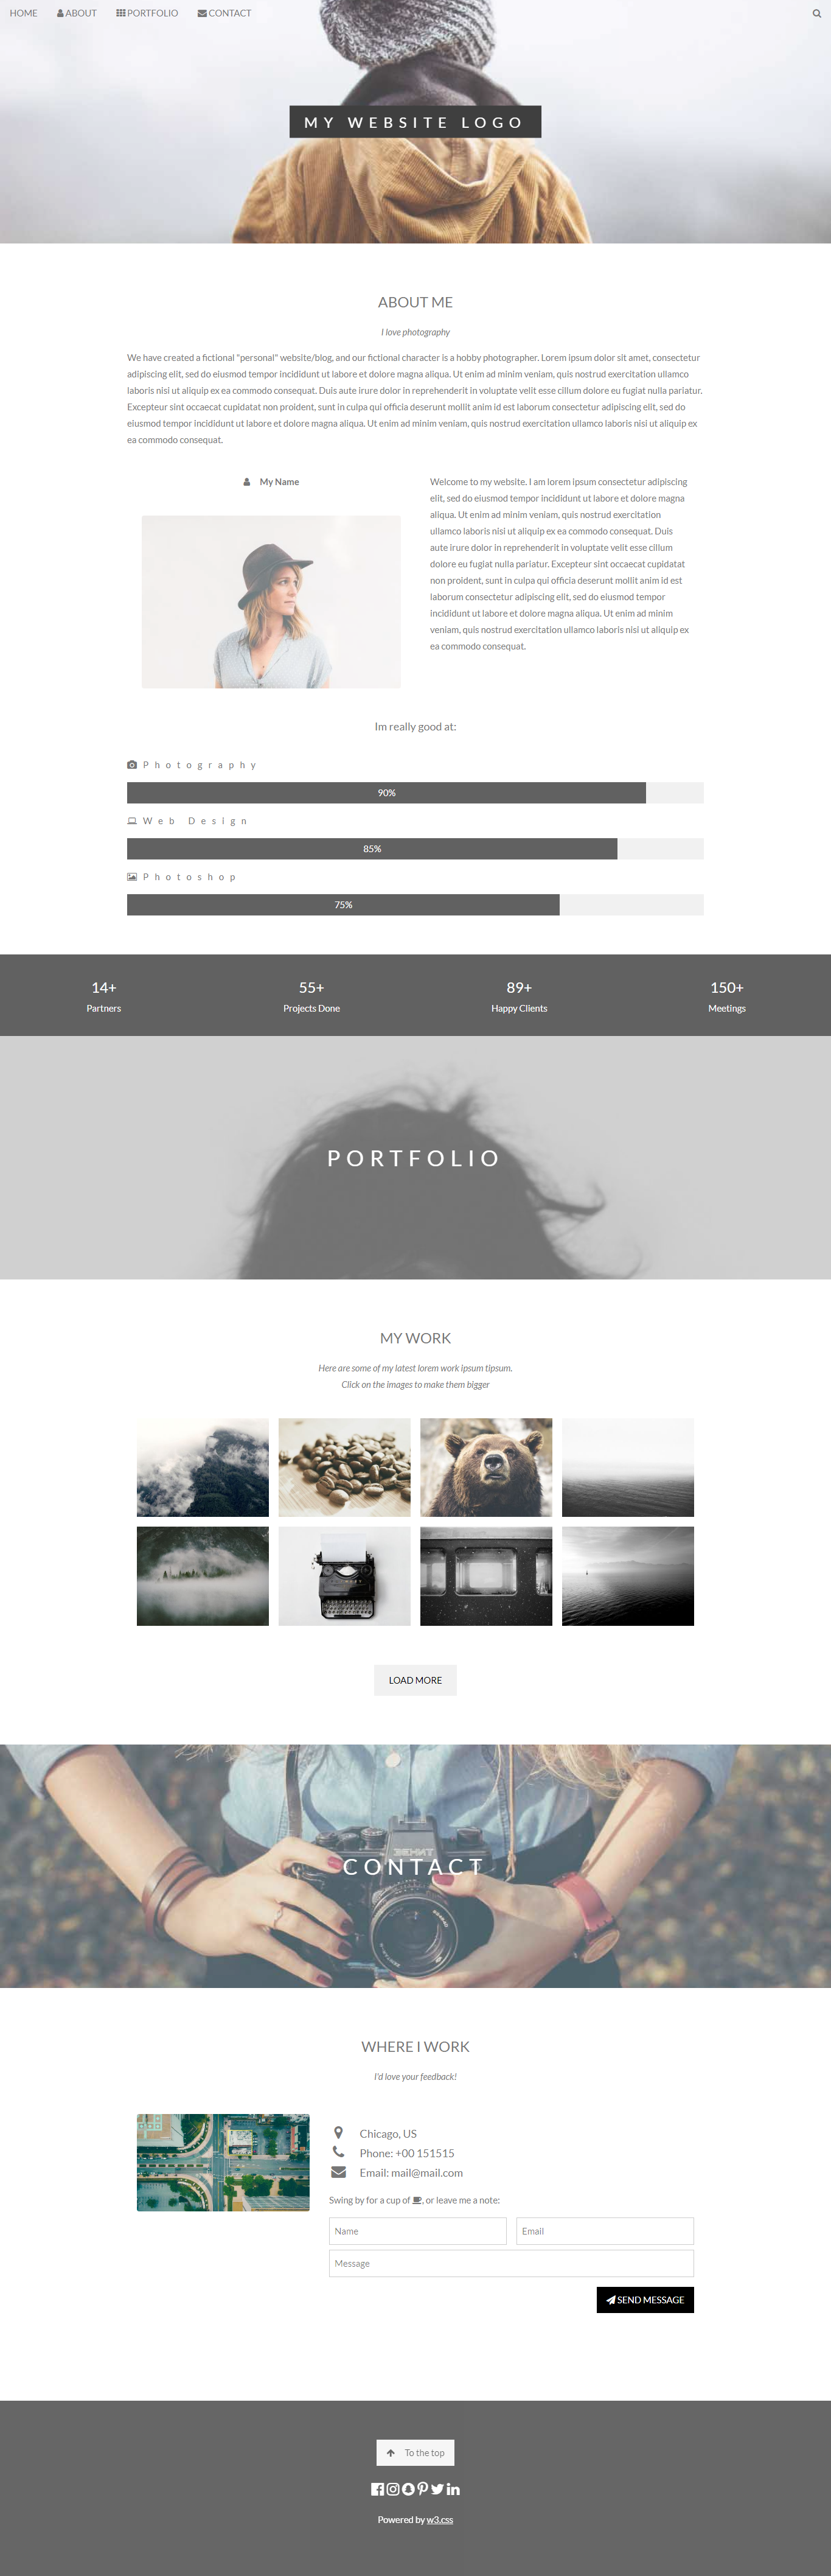 HOME ABOUT PORTFOLIO CONTACT
MY WEBSITE LOGO
ABOUT ME
I love photography
We have created a fictional "personal" website/blog, and our fictional character is a hobby photographer. Lorem ipsum dolor sit amet, consectetur
adipiscing elit, sed do eiusmod tempor incididunt ut labore et dolore magna aliqua. Ut enim ad minim veniam, quis nostrud exercitation ullamco
laboris nisi ut aliquip ex ea commodo consequat. Duis aute irure dolor in reprehenderit in voluptate velit esse cillum dolore eu fugiat nulla pariatur.
Excepteur sint occaecat cupidatat non proident, sunt in culpa qui officia deserunt mollit anim id est laborum consectetur adipiscing elit, sed do
eiusmod tempor incididunt ut labore et dolore magna aliqua. Ut enim ad minim veniam, quis nostrud exercitation ullamco laboris nisi ut aliquip ex
ea commodo consequat.
My Name
Welcome to my website. I am lorem ipsum consectetur adipiscing
elit, sed do eiusmod tempor incididunt ut labore et dolore magna
aliqua. Ut enim ad minim veniam, quis nostrud exercitation
ullamco laboris nisi ut aliquip ex ea commodo consequat. Duis
aute irure dolor in reprehenderit in voluptate velit esse cillum
dolore eu fugiat nulla pariatur. Excepteur sint occaecat cupidatat
non proident, sunt in culpa qui officia deserunt mollit anim id est
laborum consectetur adipiscing elit, sed do eiusmod tempor
incididunt ut labore et dolore magna aliqua. Ut enim ad minim
veniam, quis nostrud exercitation ullamco laboris nisi ut aliquip ex
ea commodo consequat.
Im really good at:
Photography
90%
Web Design
85%
Photoshop
75%
14+ 55+ 89+ 150+
Partners Projects Done Happy Clients Meetings
PORTFOLIO
MY WORK
Here are some of my latest lorem work ipsum tipsum.
Click on the images to make them bigger
LOAD MORE
ЗЕНИТ
CONTACT
WHERE I WORK
I'd love your feedback!
Chicago, US
Phone: +00 151515
Email: mail@mail.com
Swing by for a cup of , or leave me a note:
Name Email
Message
SEND MESSAGE
To the top
Powered by w3.css